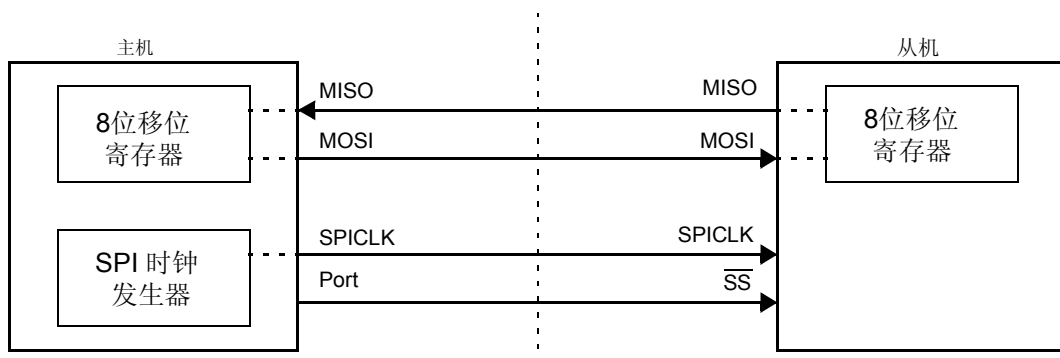 主机
从机
MISO
MISO
8位移位
寄存器
8位移位
寄存器
MOSI
MOSI
SPICLK
SPICLK
SPI 时钟
发生器
Port
SS